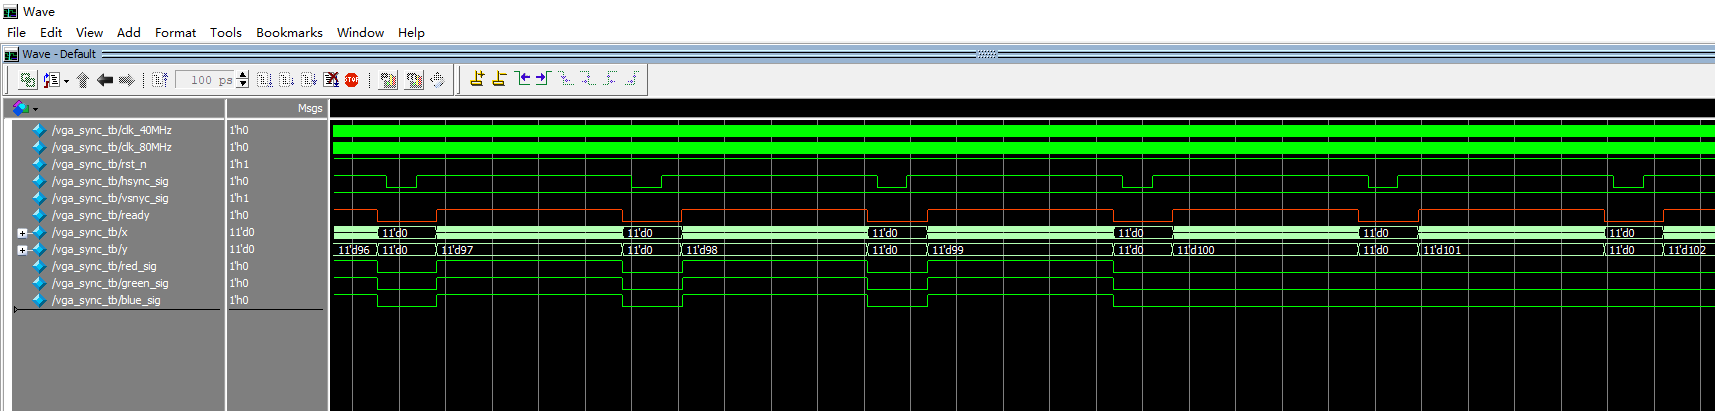 Wave
File Edit View Add Format Tools Bookmarks Window Help
Wave - Default
100 ps
STOP
Msgs
/vga_sync_tb/clk_40MHz 1'h0
/vga_sync_tb/clk_80MHz 1'h0
/vga_sync_tb/rst_n 1'h1
/vga_sync_tb/hsync_sig 1'h0
/vga_sync_tb/vsnyc_sig 1'h1
/vga_sync_tb/ready 1'h0
/vga_sync_tb/x 11'd0 11'd0 11'd0 11'd0 11'd0 11'd0 11'd0
/vga_sync_tb/y 11'd0 11'd96 11'd0 11'd97 11'd0 11'd98 11'd0 11'd99 11'd0 11'd100 11'd0 11'd101 11'd0 11'd102
/vga_sync_tb/red_sig 1'h0
/vga_sync_tb/green_sig 1'h0
/vga_sync_tb/blue_sig 1'h0